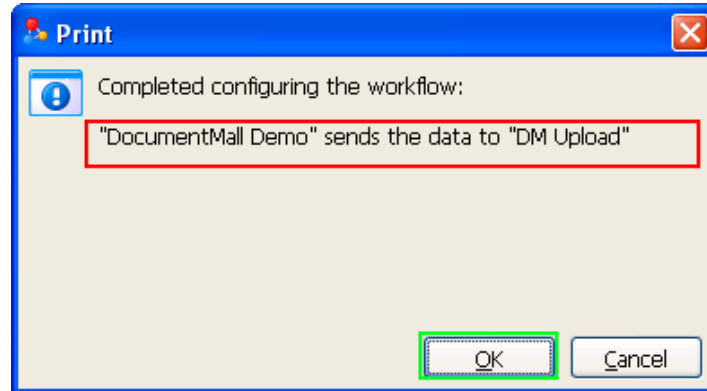 Print
Completed configuring the workflow:
"DocumentMall Demo" sends the data to "DM Upload"
OK
Cancel